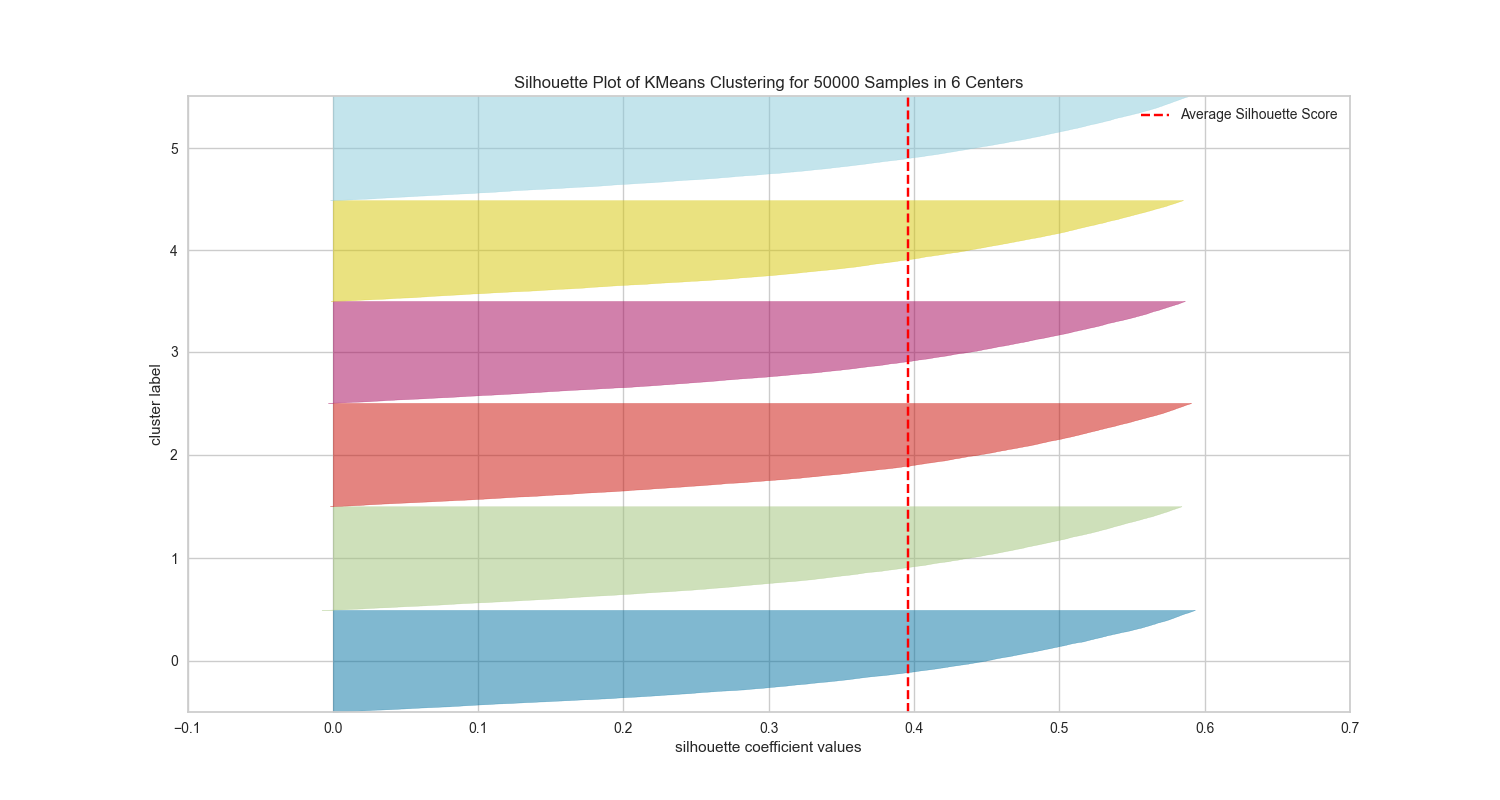 Silhouette Plot of KMeans Clustering for 50000 Samples in 6 Centers
Average Silhouette Score
5
4
3
2
1
0
cluster label
−0.1 0.0 0.1 0.2 0.3 0.4 0.5 0.6 0.7
silhouette coefficient values